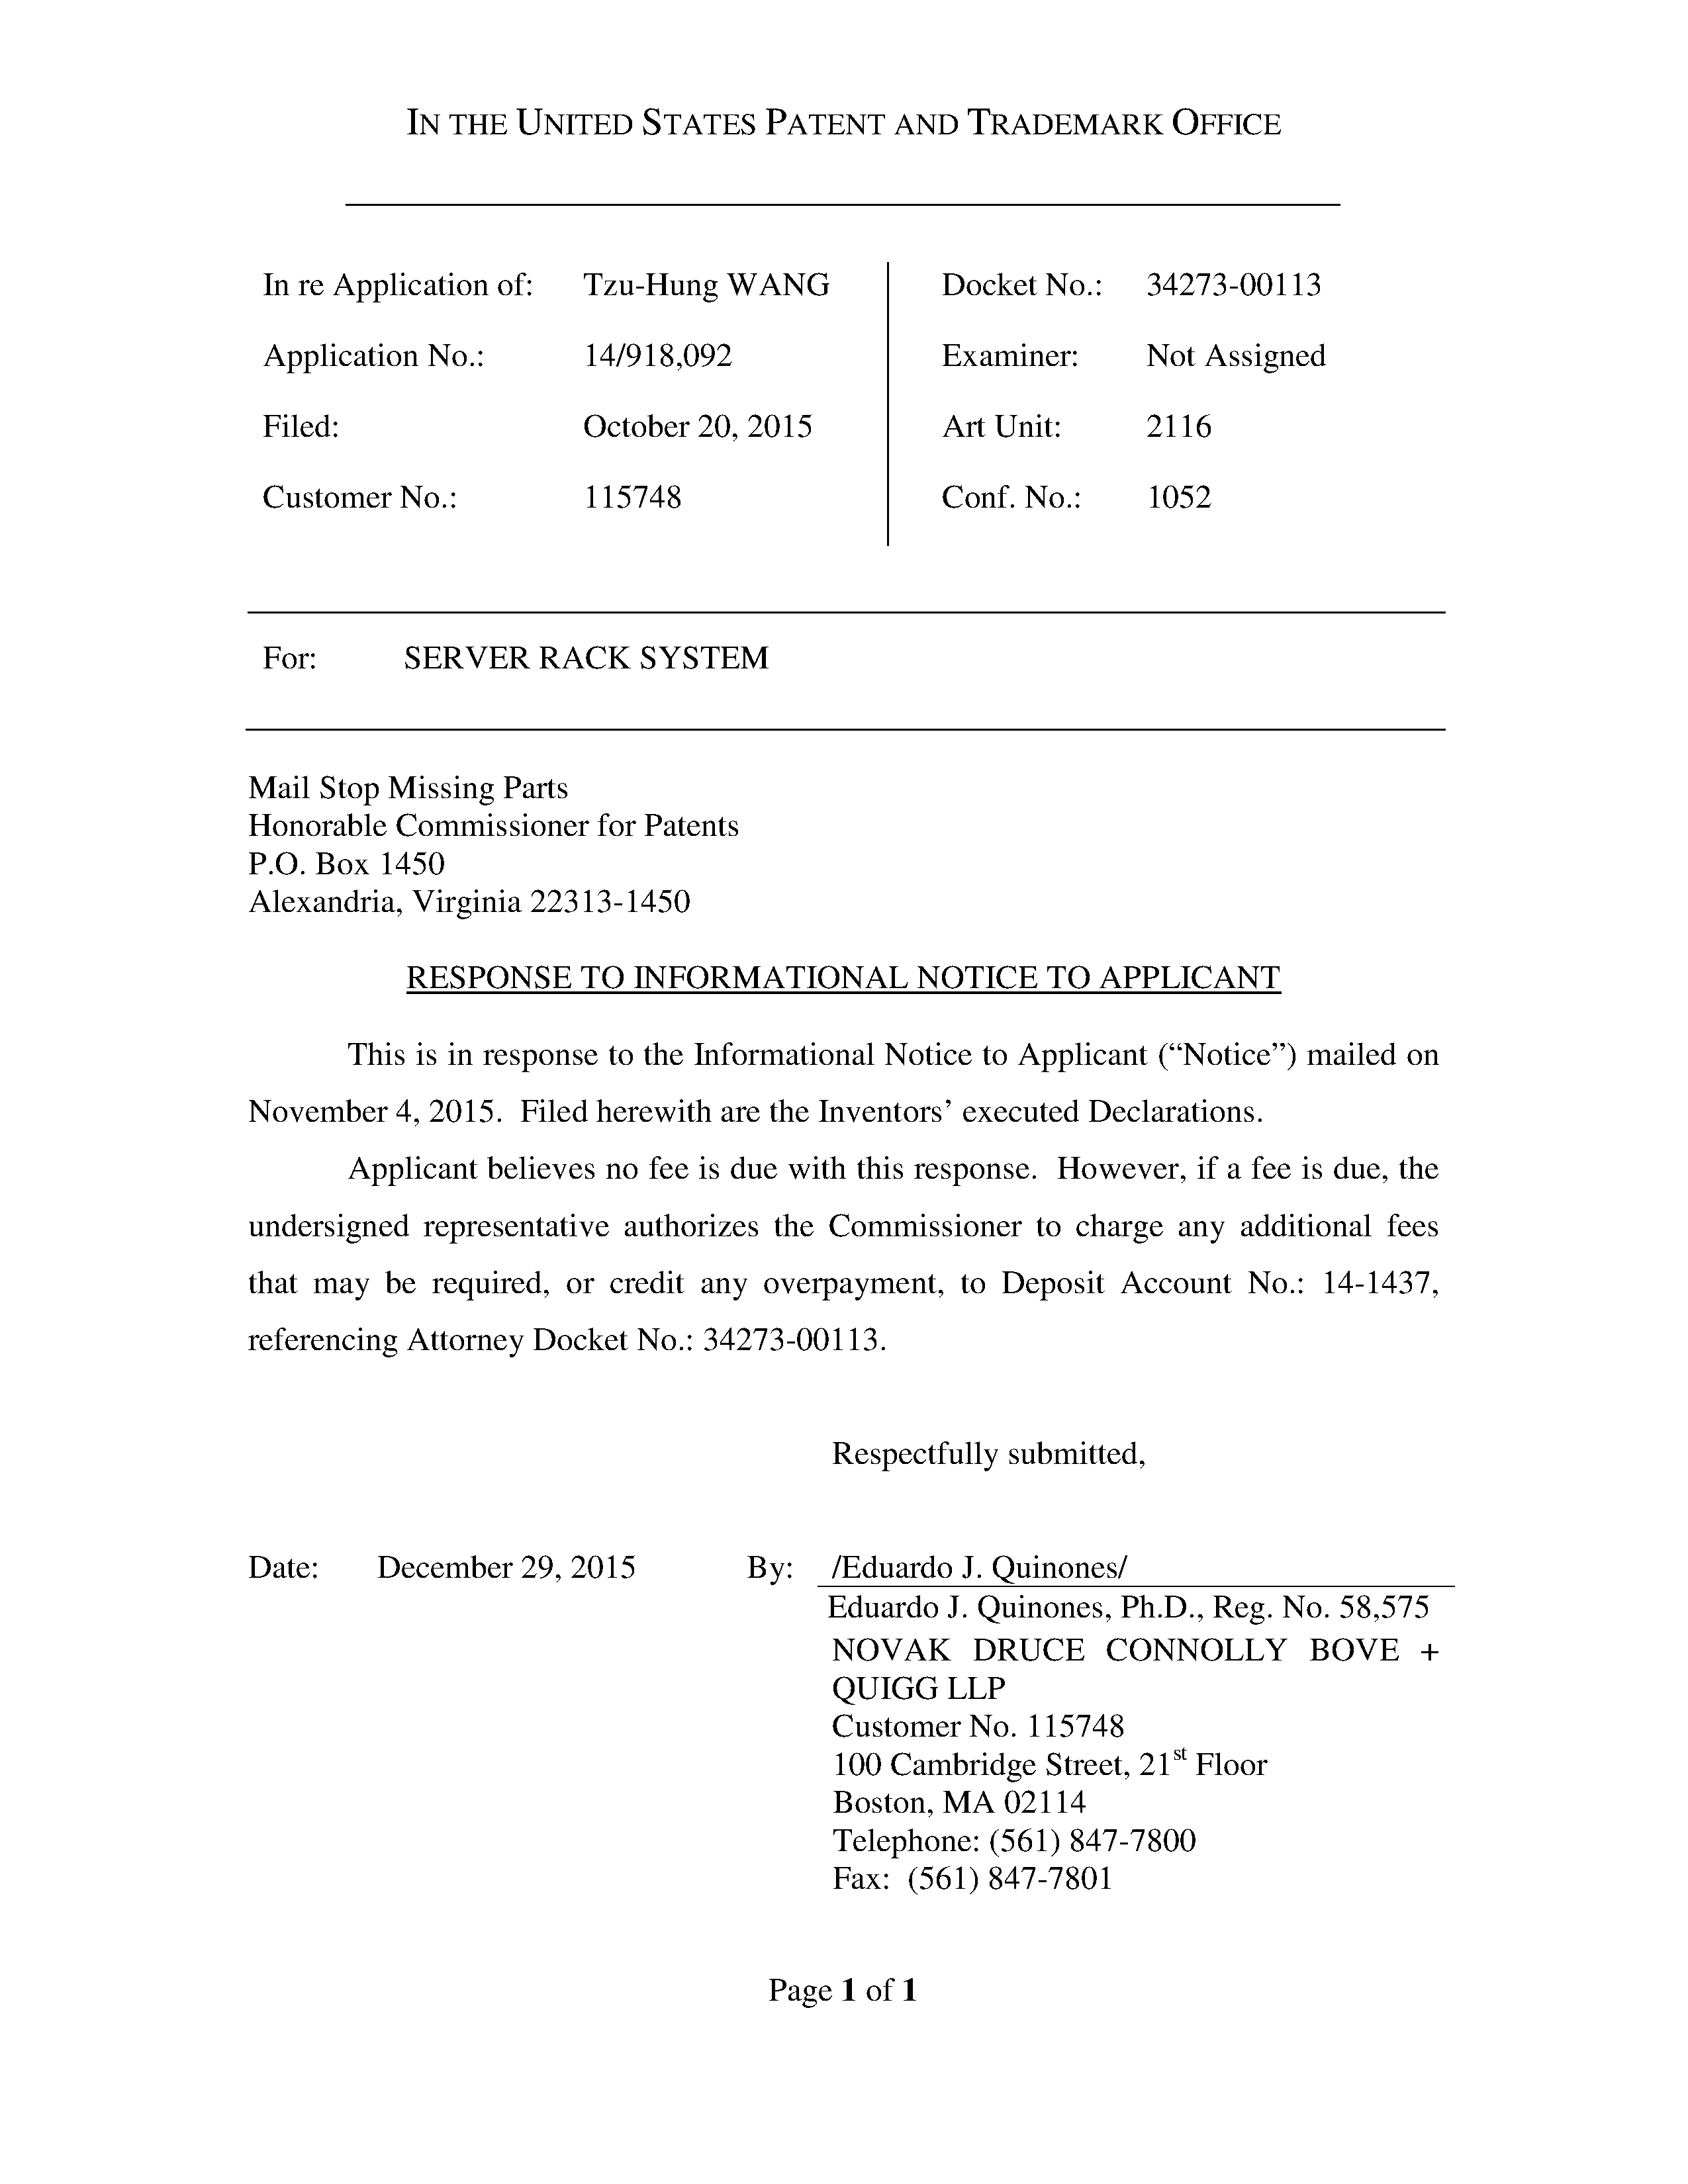 IN THE UNITED STATES PATENT AND TRADEMARK OFFICE
In re Application of: Tzu-Hung WANG
Application No.: 14/918,092
Filed: October 20, 2015
Customer No.: 115748
Docket No.: 34273-00113
Examiner: Not Assigned
Art Unit: 2116
Conf. No.: 1052
For: SERVER RACK SYSTEM
Mail Stop Missing Parts
Honorable Commissioner for Patents
P.O. Box 1450
Alexandria, Virginia 22313-1450
RESPONSE TO INFORMATIONAL NOTICE TO APPLICANT
This is in response to the Informational Notice to Applicant (“Notice”) mailed on
November 4, 2015.  Filed herewith are the Inventors’ executed Declarations.
Applicant believes no fee is due with this response.  However, if a fee is due, the
undersigned representative authorizes the Commissioner to charge any additional fees
that may be required, or credit any overpayment, to Deposit Account No.: 14-1437,
referencing Attorney Docket No.: 34273-00113.
Respectfully submitted,
Date: December 29, 2015 By: /Eduardo J. Quinones/
Eduardo J. Quinones, Ph.D., Reg. No. 58,575
NOVAK DRUCE CONNOLLY BOVE +
QUIGG LLP
Customer No. 115748
100 Cambridge Street, 21st Floor
Boston, MA 02114
Telephone: (561) 847-7800
Fax:  (561) 847-7801
Page 1 of 1